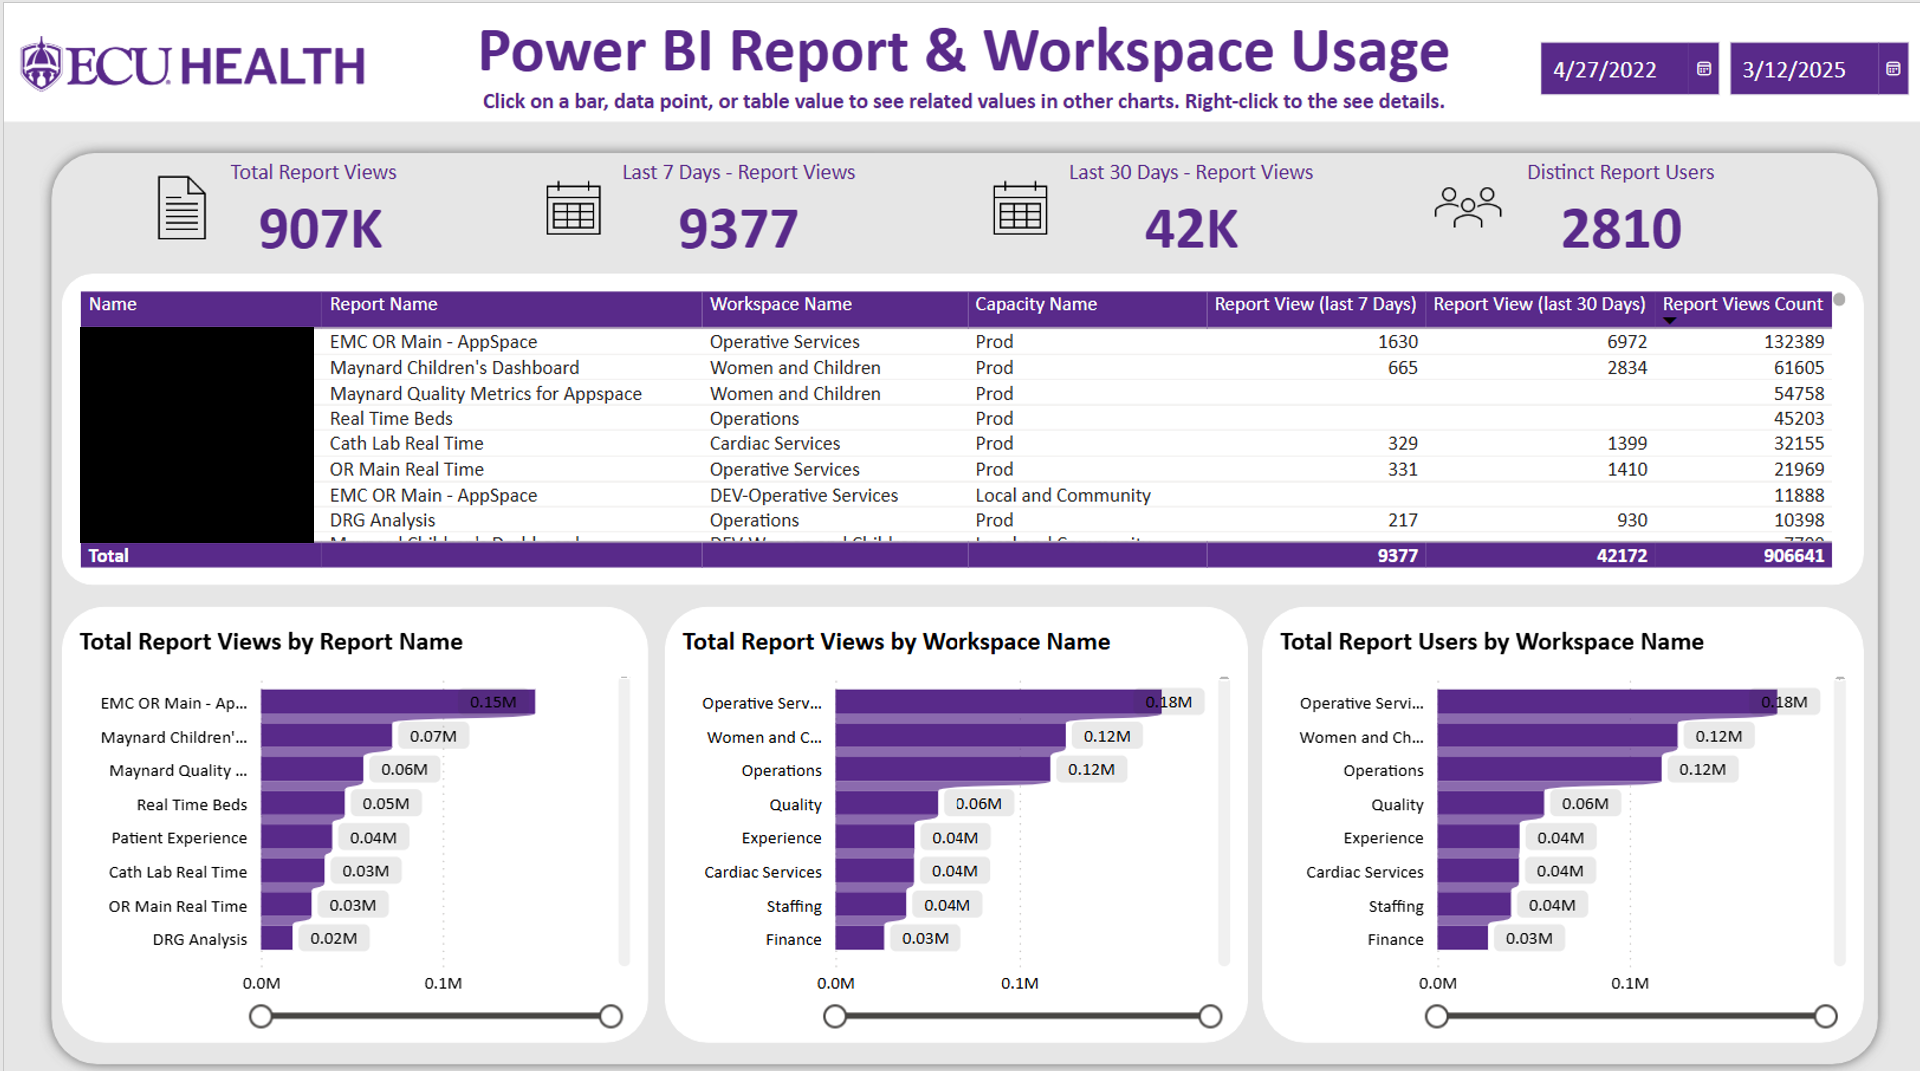 ECU HEALTH
Power BI Report & Workspace Usage
Click on a bar, data point, or table value to see related values in other charts. Right-click to the see details.
4/27/2022
3/12/2025
Total Report Views
907K
Last 7 Days - Report Views
9377
Last 30 Days - Report Views
42K
Distinct Report Users
2810
Name Report Name Workspace Name Capacity Name Report View (last 7 Days) Report View (last 30 Days) Report Views Count
EMC OR Main - AppSpace Operative Services Prod 1630 6972 132389
Maynard Children's Dashboard Women and Children Prod 665 2834 61605
Maynard Quality Metrics for Appspace Women and Children Prod 54758
Real Time Beds Operations Prod 45203
Cath Lab Real Time Cardiac Services Prod 329 1399 32155
OR Main Real Time Operative Services Prod 331 1410 21969
EMC OR Main - AppSpace DEV-Operative Services Local and Community 11888
DRG Analysis Operations Prod 217 930 10398
Total 9377 42172 906641
Total Report Views by Report Name
EMC OR Main - Ap... 0.15M
Maynard Children'... 0.07M
Maynard Quality ... 0.06M
Real Time Beds 0.05M
Patient Experience 0.04M
Cath Lab Real Time 0.03M
OR Main Real Time 0.03M
DRG Analysis 0.02M
0.0M 0.1M
Total Report Views by Workspace Name
Operative Serv... 0.18M
Women and C... 0.12M
Operations 0.12M
Quality 0.06M
Experience 0.04M
Cardiac Services 0.04M
Staffing 0.04M
Finance 0.03M
0.0M 0.1M
Total Report Users by Workspace Name
Operative Servi... 0.18M
Women and Ch... 0.12M
Operations 0.12M
Quality 0.06M
Experience 0.04M
Cardiac Services 0.04M
Staffing 0.04M
Finance 0.03M
0.0M 0.1M